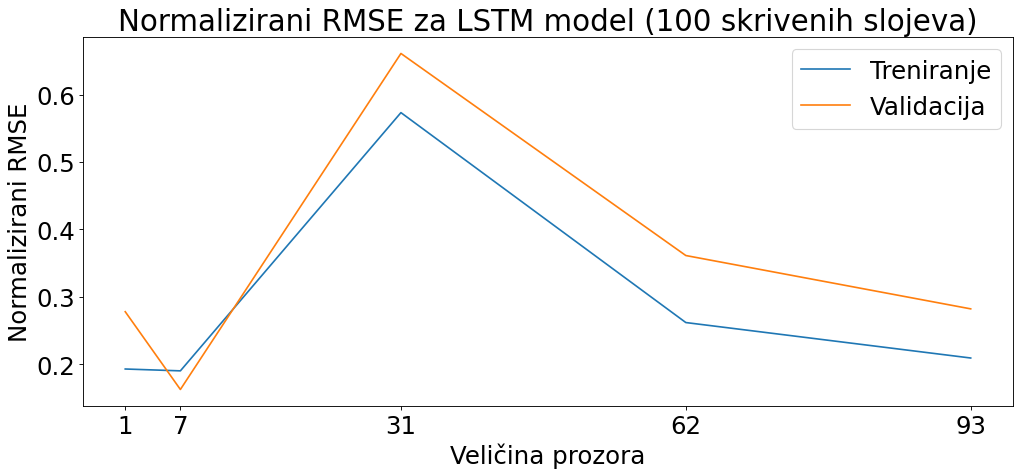 Normalizirani RMSE za LSTM model (100 skrivenih slojeva)
Treniranje
Validacija
Normalizirani RMSE
0.6
0.5
0.4
0.3
0.2
1 7 31 62 93
Veličina prozora